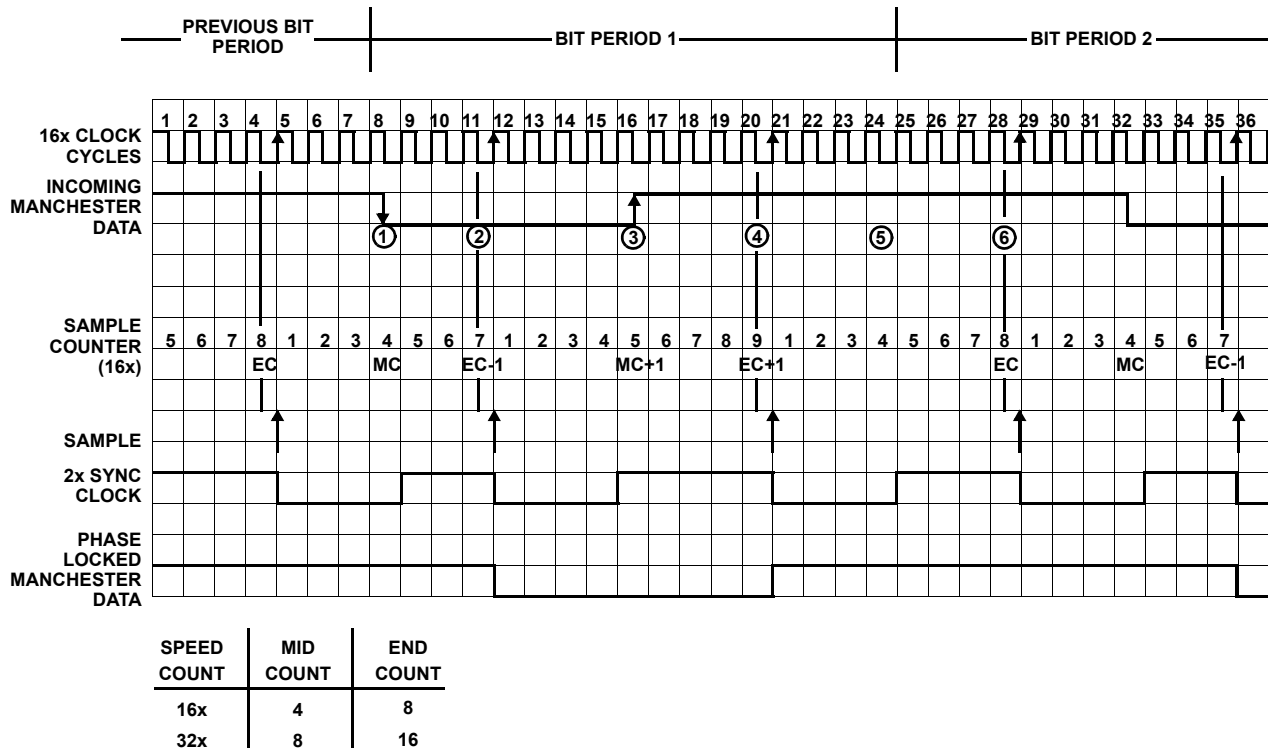 PREVIOUS BIT
PERIOD
BIT PERIOD 1
BIT PERIOD 2
1 2 3 4 5 6 7 8 9 10 11 12 13 14 15 16 17 18 19 20 21 22 23 24 25 26 27 28 29 30 31 32 33 34 35 36
16x CLOCK
CYCLES
INCOMING
MANCHESTER
DATA
1 2 3 4 5 6
SAMPLE
COUNTER
(16x)
5 6 7 8 1 2 3 4 5 6 7 1 2 3 4 5 6 7 8 9 1 2 3 4 5 6 7 8 1 2 3 4 5 6 7
EC MC EC-1 MC+1 EC+1 EC MC EC-1
SAMPLE
2x SYNC
CLOCK
PHASE
LOCKED
MANCHESTER
DATA
SPEED MID END
COUNT COUNT COUNT
16x 4 8
32x 8 16